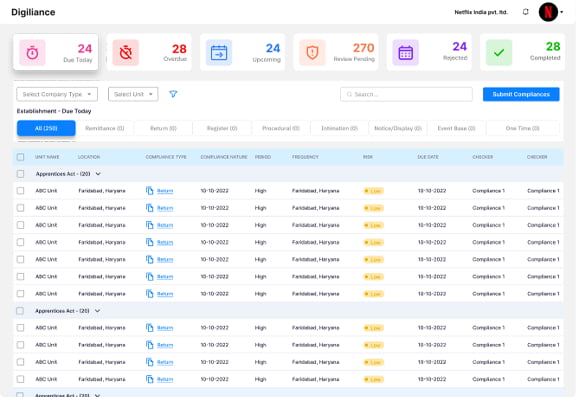 Digiliance
Netflix India pvt. ltd.
24
Due Today
28
Overdue
24
Upcoming
270
Review Pending
24
Rejected
28
Completed
Select Company Type
Select Unit
Search...
Submit Compliances
Establishment - Due Today
All (250) Remittance (0) Return (0) Register (0) Procedural (0) Intimation (0) Notice/Display (0) Event Base (0) One Time (0)
UNIT NAME LOCATION COMPLIANCE TYPE COMPLIANCE NATURE PERIOD FREQUENCY RISK DUE DATE CHECKER CHECKER
Apprentices Act - (20)
ABC Unit Faridabad, Haryana Return 10-10-2022 High Faridabad, Haryana Low 10-10-2022 Compliance 1 Compliance 1
ABC Unit Faridabad, Haryana Return 10-10-2022 High Faridabad, Haryana Low 10-10-2022 Compliance 1 Compliance 1
ABC Unit Faridabad, Haryana Return 10-10-2022 High Faridabad, Haryana Low 10-10-2022 Compliance 1 Compliance 1
ABC Unit Faridabad, Haryana Return 10-10-2022 High Faridabad, Haryana Low 10-10-2022 Compliance 1 Compliance 1
ABC Unit Faridabad, Haryana Return 10-10-2022 High Faridabad, Haryana Low 10-10-2022 Compliance 1 Compliance 1
ABC Unit Faridabad, Haryana Return 10-10-2022 High Faridabad, Haryana Low 10-10-2022 Compliance 1 Compliance 1
ABC Unit Faridabad, Haryana Return 10-10-2022 High Faridabad, Haryana Low 10-10-2022 Compliance 1 Compliance 1
Apprentices Act - (20)
ABC Unit Faridabad, Haryana Return 10-10-2022 High Faridabad, Haryana Low 10-10-2022 Compliance 1 Compliance 1
ABC Unit Faridabad, Haryana Return 10-10-2022 High Faridabad, Haryana Low 10-10-2022 Compliance 1 Compliance 1
ABC Unit Faridabad, Haryana Return 10-10-2022 High Faridabad, Haryana Low 10-10-2022 Compliance 1 Compliance 1
ABC Unit Faridabad, Haryana Return 10-10-2022 High Faridabad, Haryana Low 10-10-2022 Compliance 1 Compliance 1
Apprentices Act - (20)